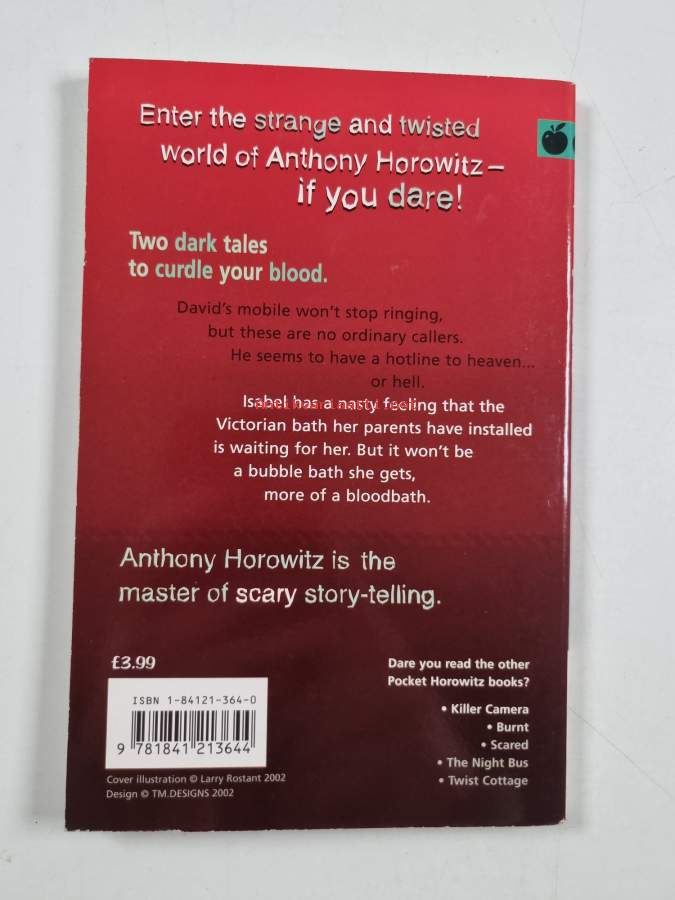 Enter the strange and twisted
world of Anthony Horowitz –
if you dare!
Two dark tales
to curdle your blood.
David's mobile won't stop ringing,
but these are no ordinary callers.
He seems to have a hotline to heaven...
or hell.
Isabel has a nasty feeling that the
Victorian bath her parents have installed
is waiting for her. But it won't be
a bubble bath she gets,
more of a bloodbath.
Anthony Horowitz is the
master of scary story-telling.
£3.99
ISBN 1-84121-364-0
9 781841 213644
Cover illustration © Larry Rostant 2002
Design © TM.DESIGNS 2002
Dare you read the other
Pocket Horowitz books?
• Killer Camera
• Burnt
• Scared
• The Night Bus
• Twist Cottage